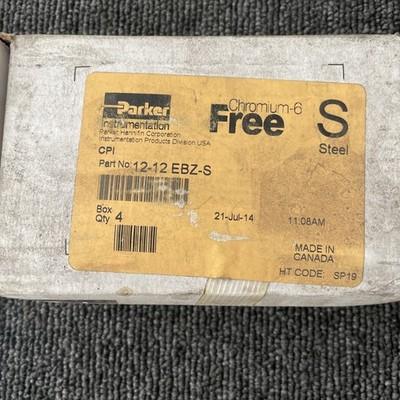 Parker
Instrumentation
Parker Hannifin Corporation
Instrumentation Products Division USA
Chromium-6
Free
S
Steel
CPI
Part No: 12-12 EBZ-S
Box
Qty 4
21-Jul-14
11:08AM
MADE IN
CANADA
HT CODE: SP19